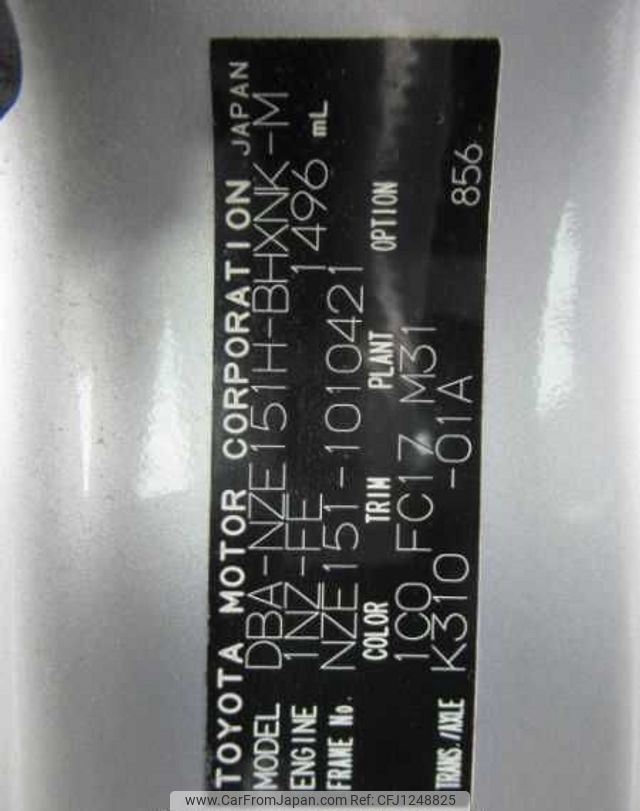 TOYOTA MOTOR CORPORATION JAPAN
MODEL DBA-NZE151H-BHXNK-M
ENGINE 1NZ-FE 1496 mL
FRAME No. NZE151-1010421
COLOR TRIM PLANT OPTION
1C0 FC17 M31
TRANS./AXLE K310 -01A 856
www.CarFromJapan.com Ref: CFJ1248825